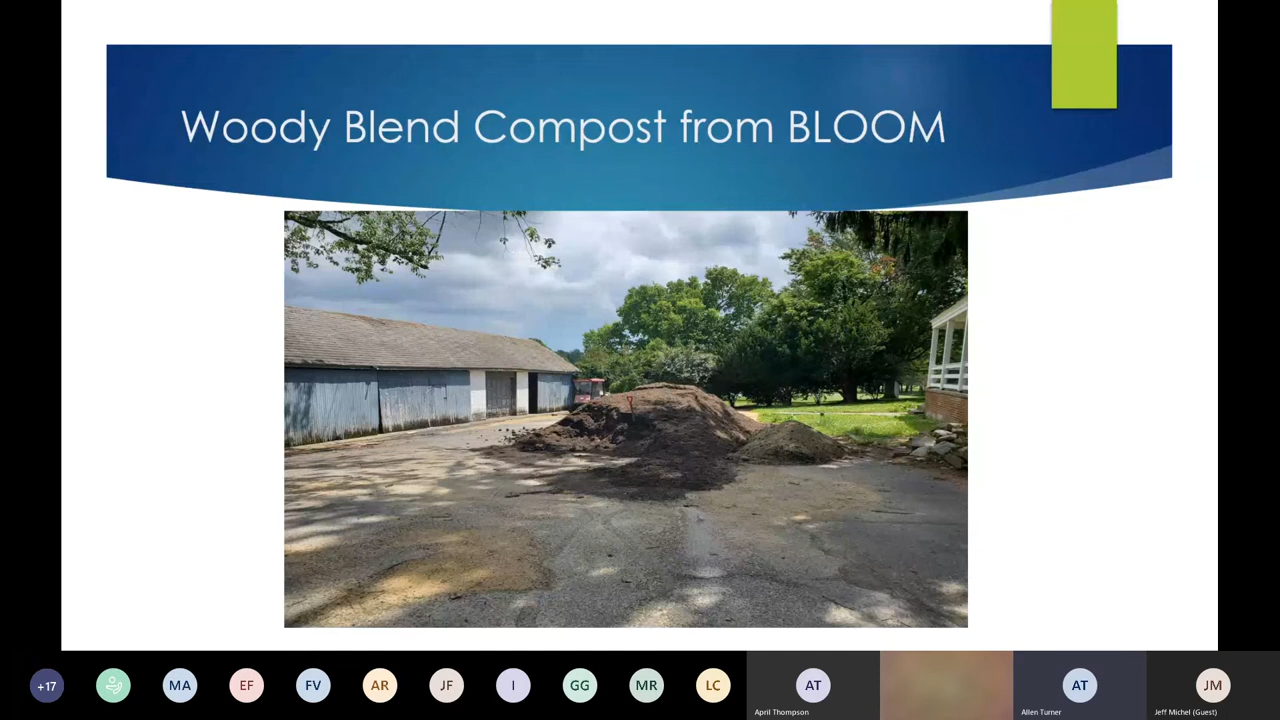 Woody Blend Compost from BLOOM
+17
MA
EF
FV
AR
JF
I
GG
MR
LC
AT
April Thompson
AT
Allen Turner
JM
Jeff Michel (Guest)